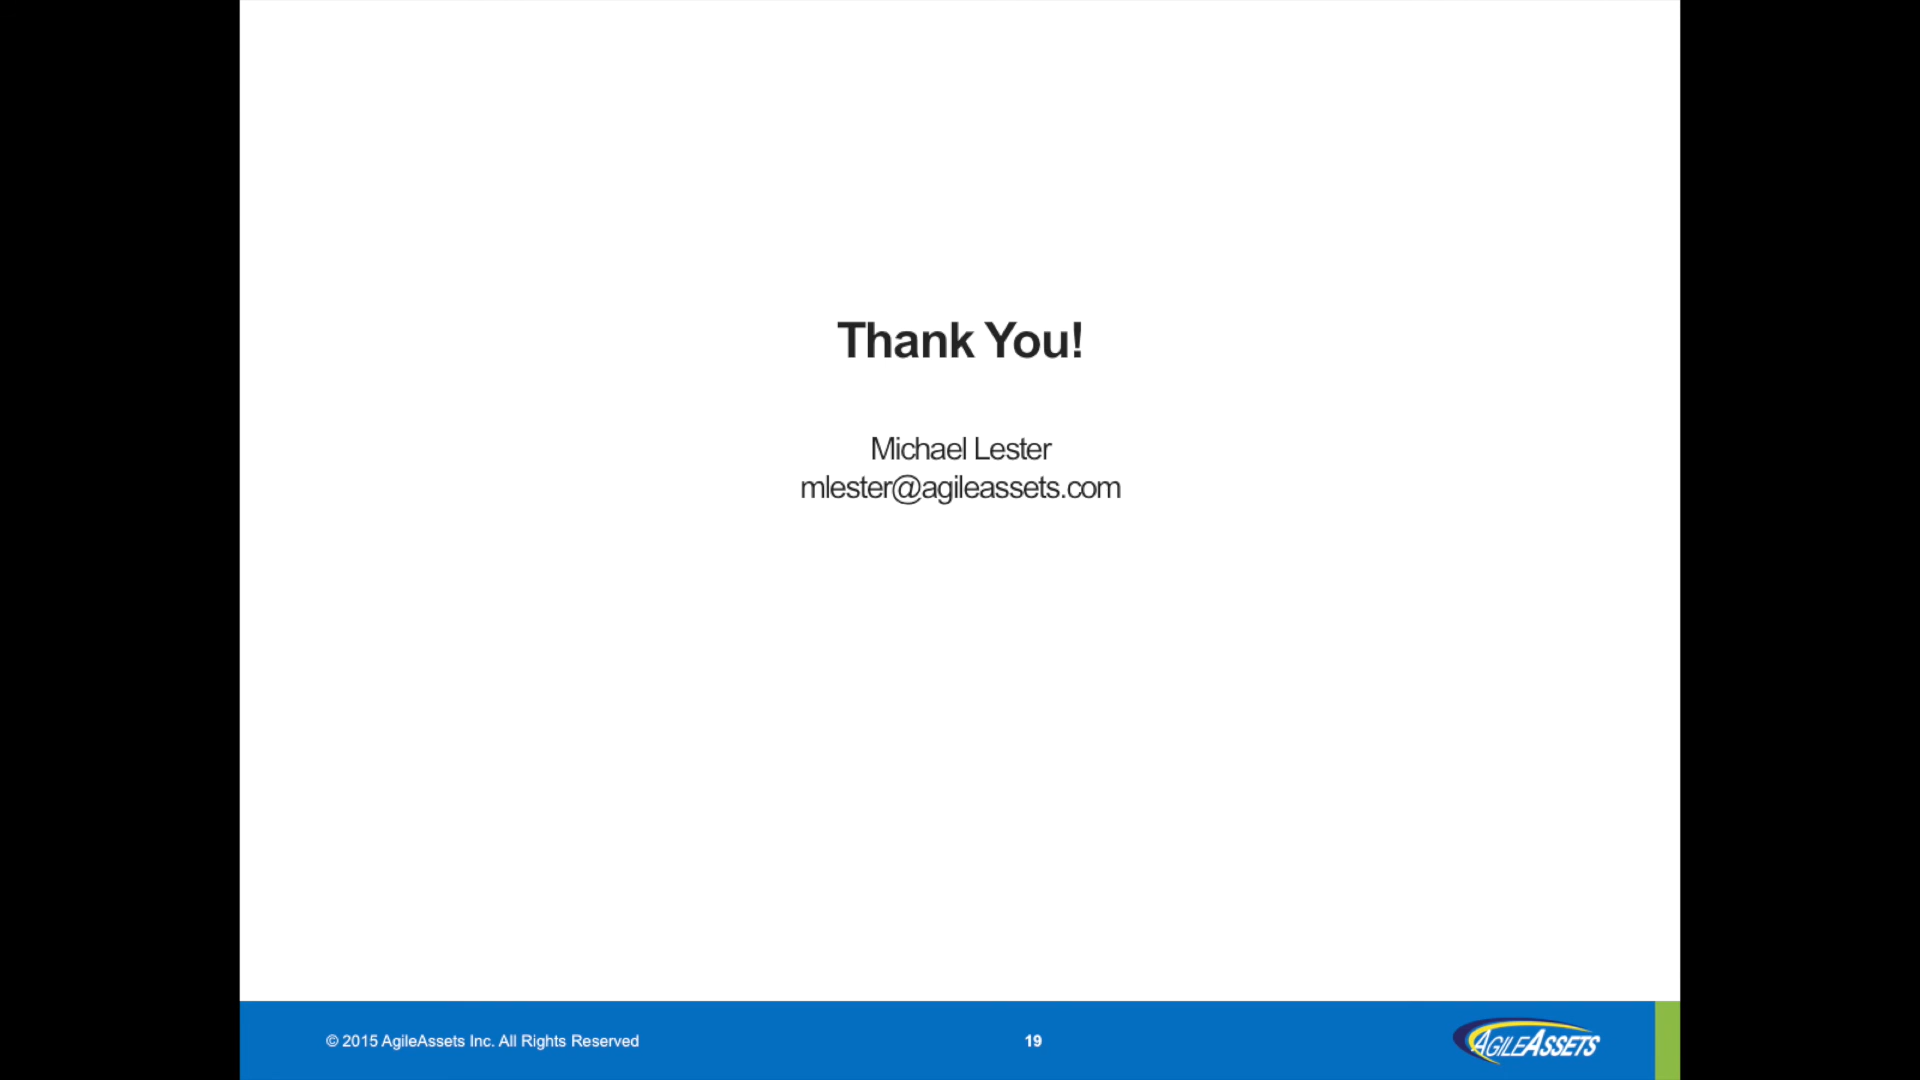 Thank You!
Michael Lester
mlester@agileassets.com
© 2015 AgileAssets Inc. All Rights Reserved
19
AGILEASSETS